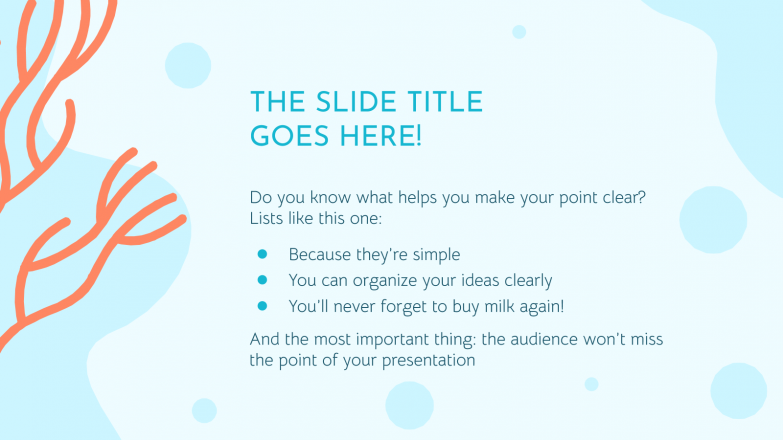 THE SLIDE TITLE
GOES HERE!
Do you know what helps you make your point clear?
Lists like this one:
● Because they’re simple
● You can organize your ideas clearly
● You’ll never forget to buy milk again!
And the most important thing: the audience won’t miss
the point of your presentation